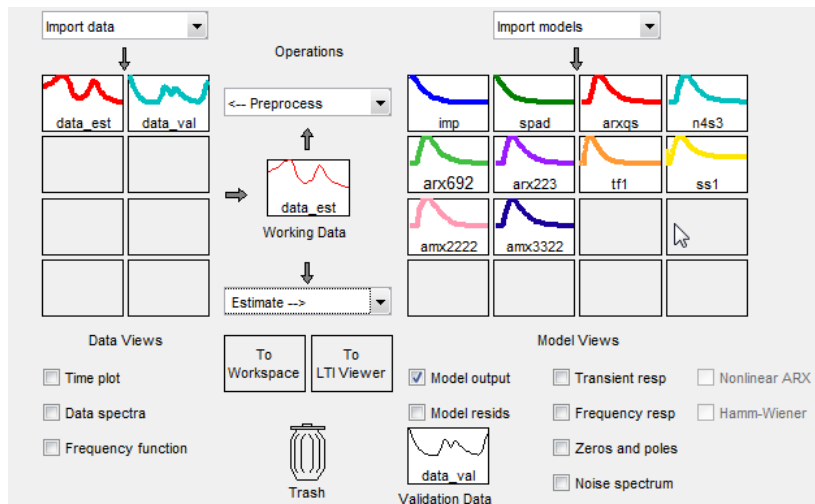 Import data
Import models
Operations
data_est
data_val
<-- Preprocess
imp
spad
arxqs
n4s3
arx692
arx223
tf1
ss1
data_est
Working Data
amx2222
amx3322
Estimate -->
Data Views
To
Workspace
To
LTI Viewer
Model Views
Time plot
Model output
Transient resp
Nonlinear ARX
Data spectra
Model resids
Frequency resp
Hamm-Wiener
Frequency function
Zeros and poles
data_val
Noise spectrum
Trash
Validation Data